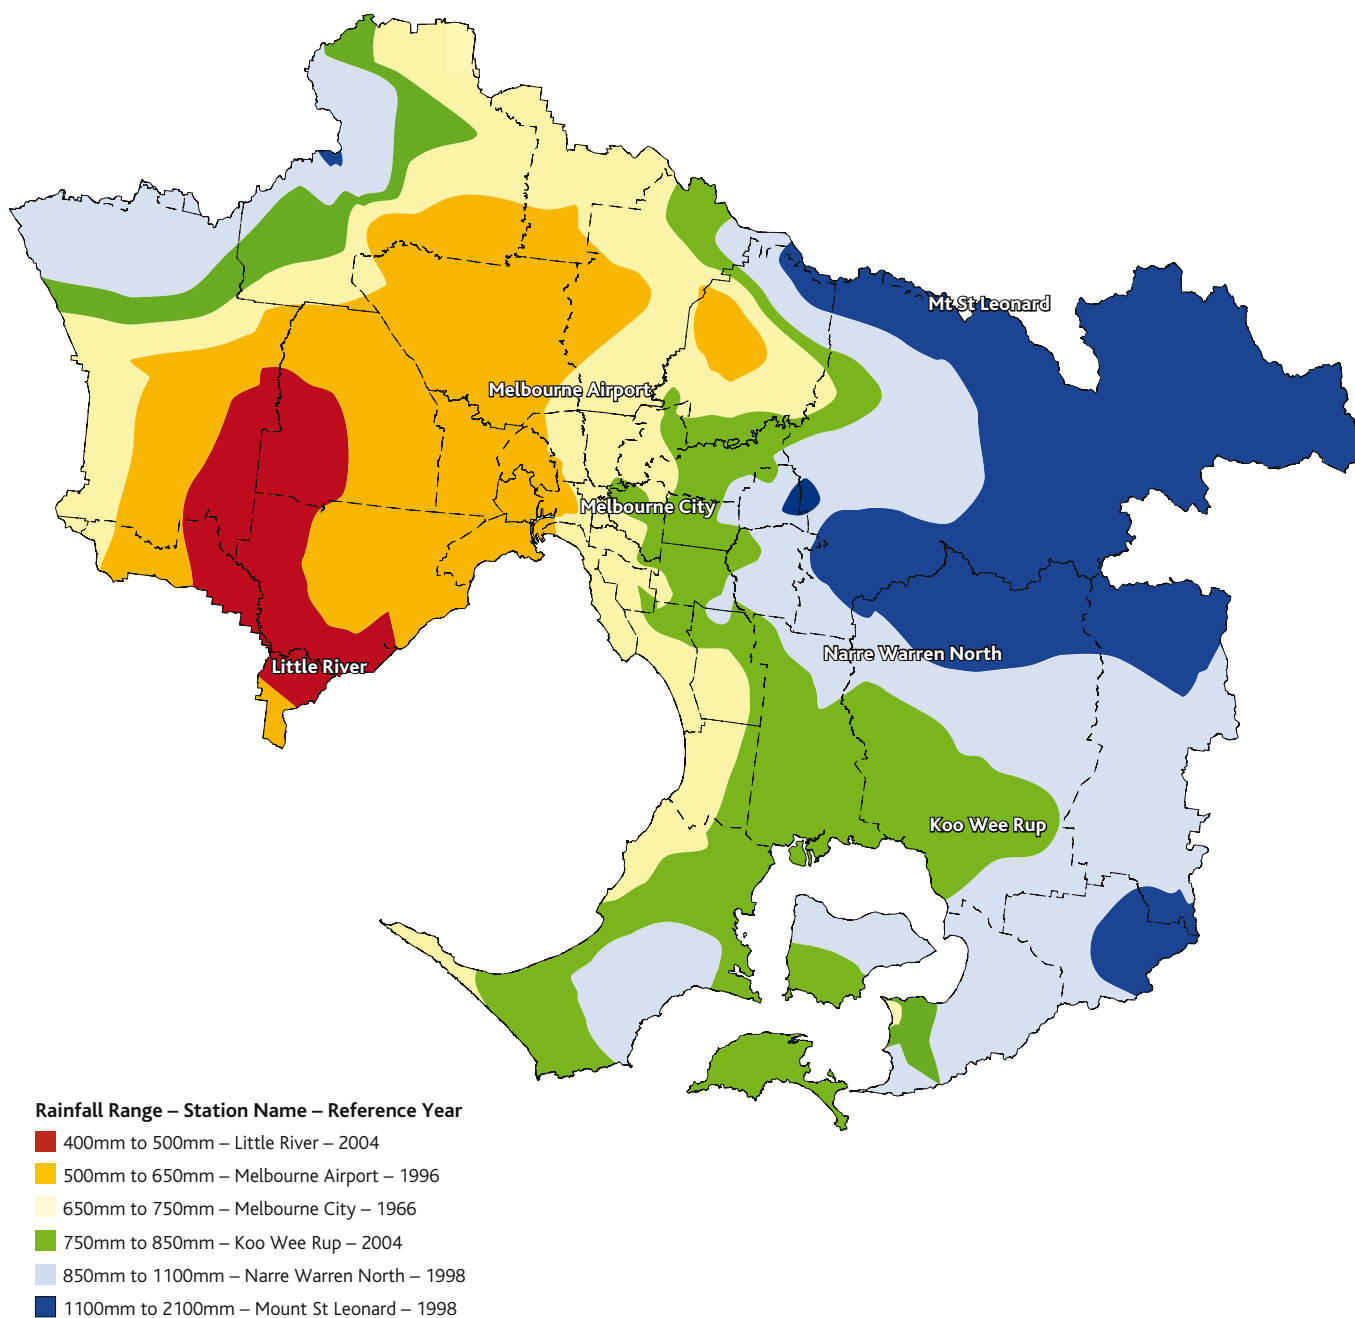 Mt St Leonard
Melbourne Airport
Melbourne City
Narre Warren North
Little River
Koo Wee Rup
Rainfall Range – Station Name – Reference Year
400mm to 500mm – Little River – 2004
500mm to 650mm – Melbourne Airport – 1996
650mm to 750mm – Melbourne City – 1966
750mm to 850mm – Koo Wee Rup – 2004
850mm to 1100mm – Narre Warren North – 1998
1100mm to 2100mm – Mount St Leonard – 1998